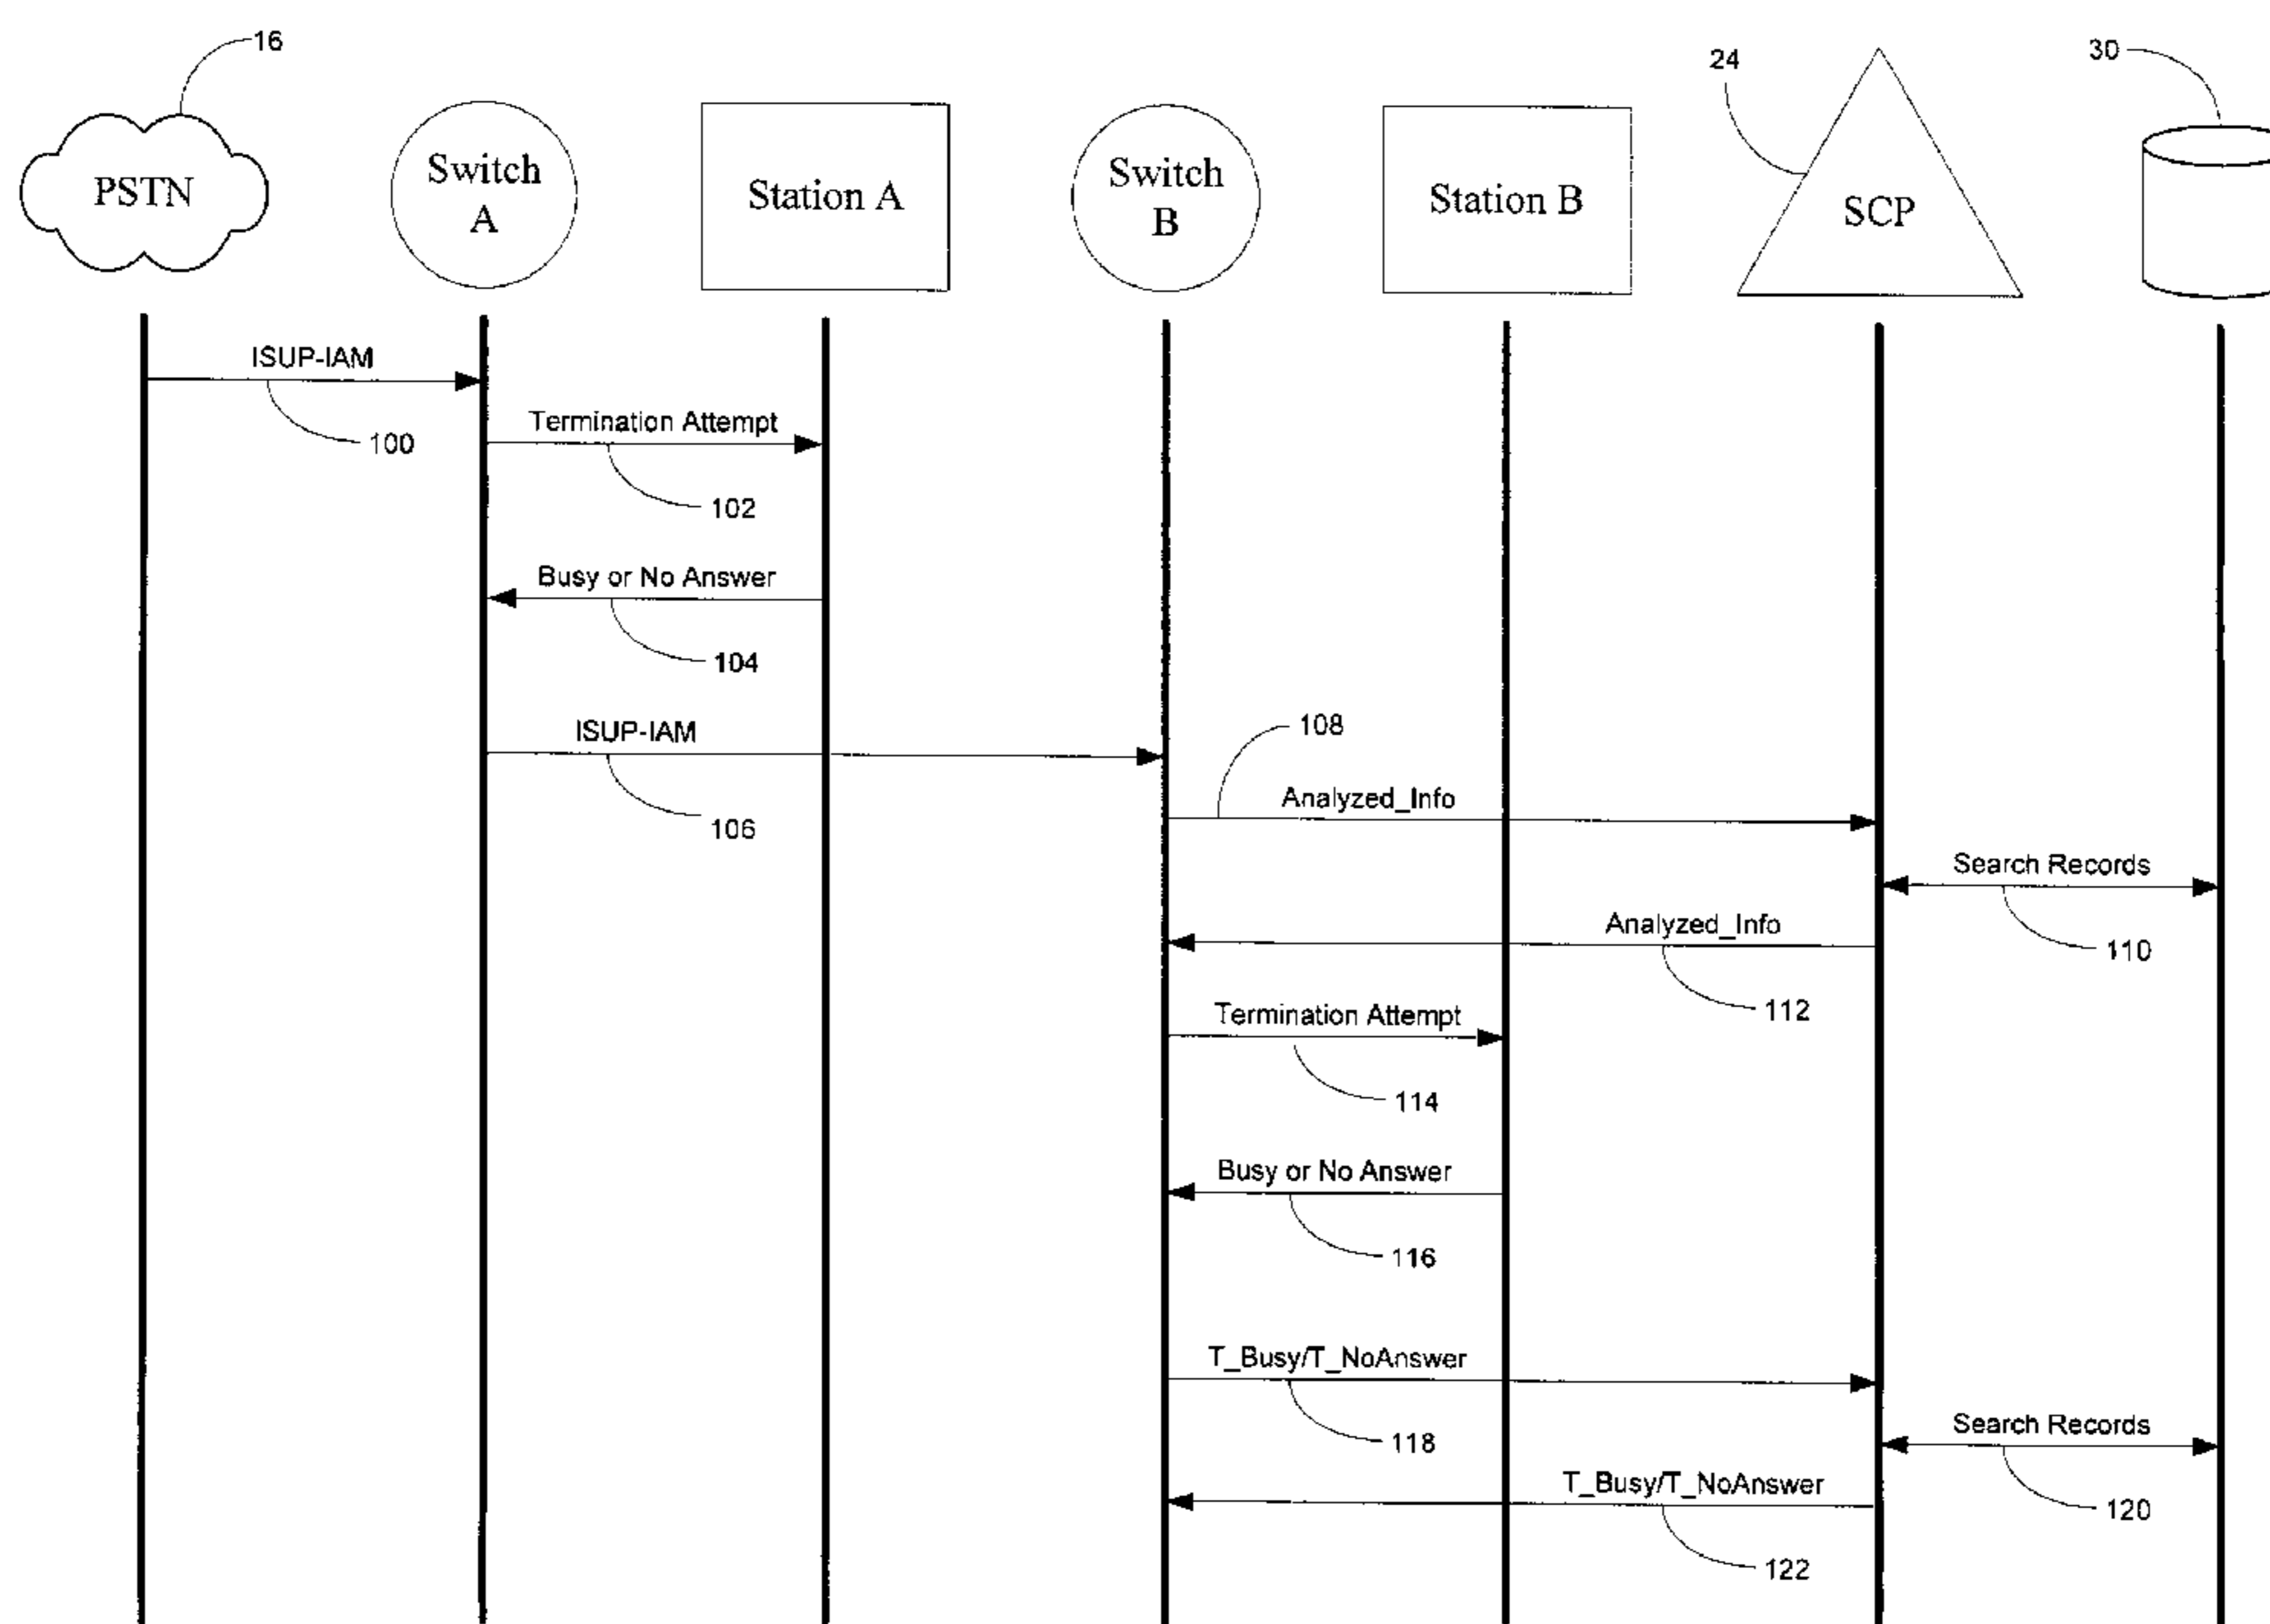 16
24
30
PSTN
Switch
A
Station A
Switch
B
Station B
SCP
ISUP-IAM
100
Termination Attempt
102
Busy or No Answer
104
ISUP-IAM
106
108
Analyzed_Info
Search Records
110
Analyzed_Info
112
Termination Attempt
114
Busy or No Answer
116
T_Busy/T_NoAnswer
118
Search Records
120
T_Busy/T_NoAnswer
122